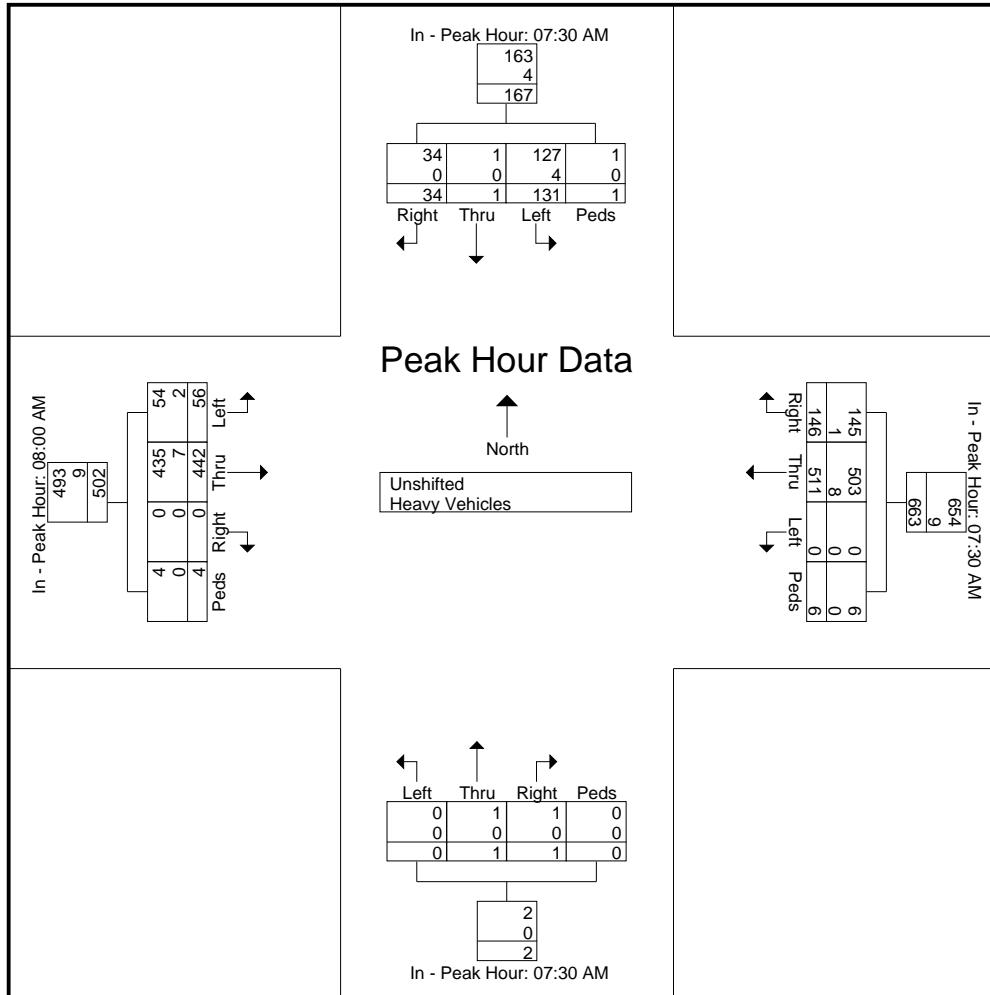 In - Peak Hour: 07:30 AM
163
4
167
34 1 127 1
0 0 4 0
34 1 131 1
Right Thru Left Peds
Peak Hour Data
North
Unshifted
Heavy Vehicles
In - Peak Hour: 08:00 AM
493
9
502
54 435 0 4
2 7 0 0
56 442 0 4
Left Thru Right Peds
In - Peak Hour: 07:30 AM
654
9
663
145 503 0 6
1 8 0 0
146 511 0 6
Right Thru Left Peds
Left Thru Right Peds
0 1 1 0
0 0 0 0
0 1 1 0
2
0
2
In - Peak Hour: 07:30 AM